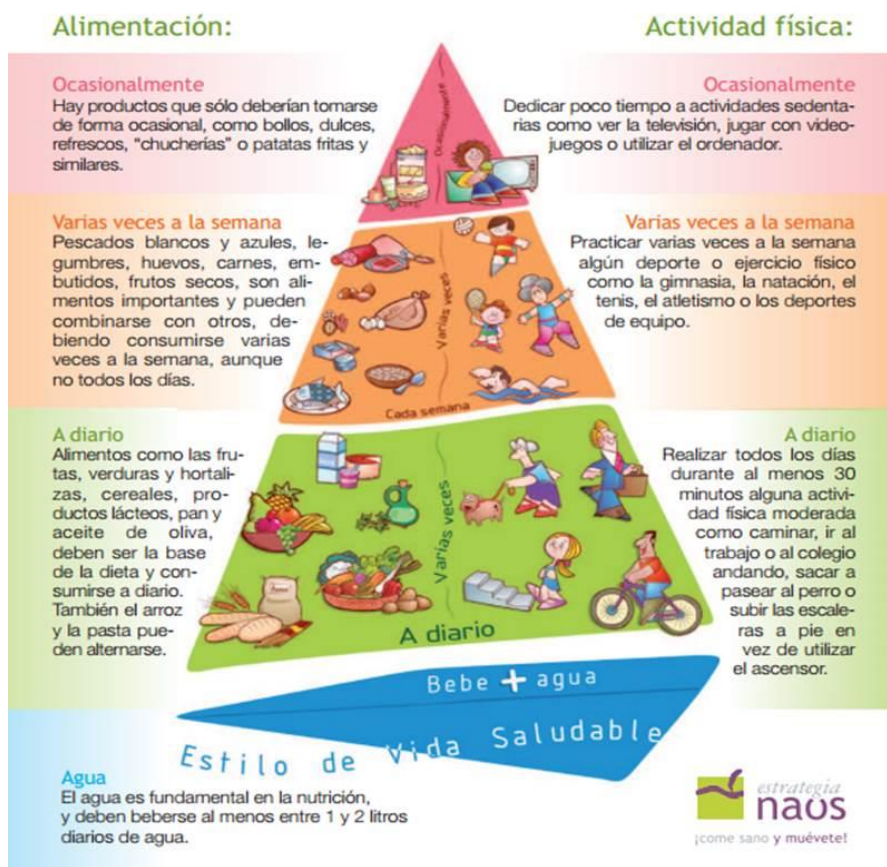 Alimentación:
Actividad física:
Ocasionalmente
Hay productos que sólo deberían tomarse
de forma ocasional, como bollos, dulces,
refrescos, “chucherías” o patatas fritas y
similares.
Ocasionalmente
Ocasionalmente
Dedicar poco tiempo a actividades sedenta-
rias como ver la televisión, jugar con video-
juegos o utilizar el ordenador.
Varias veces a la semana
Pescados blancos y azules, le-
gumbres, huevos, carnes, em-
butidos, frutos secos, son ali-
mentos importantes y pueden
combinarse con otros, de-
biendo consumirse varias
veces a la semana, aunque
no todos los días.
Varias veces
Cada semana
Varias veces a la semana
Practicar varias veces a la semana
algún deporte o ejercicio físico
como la gimnasia, la natación, el
tenis, el atletismo o los deportes
de equipo.
A diario
Alimentos como las fru-
tas, verduras y hortali-
zas, cereales, pro-
ductos lácteos, pan y
aceite de oliva,
deben ser la base
de la dieta y con-
sumirse a diario.
También el arroz
y la pasta pue-
den alternarse.
Varias veces
A diario
A diario
Realizar todos los días
durante al menos 30
minutos alguna activi-
dad física moderada
como caminar, ir al
trabajo o al colegio
andando, sacar a
pasear al perro o
subir las escale-
ras a pie en
vez de utilizar
el ascensor.
Bebe + agua
Estilo de Vida Saludable
Agua
El agua es fundamental en la nutrición,
y deben beberse al menos entre 1 y 2 litros
diarios de agua.
estrategia
naos
¡come sano y muévete!